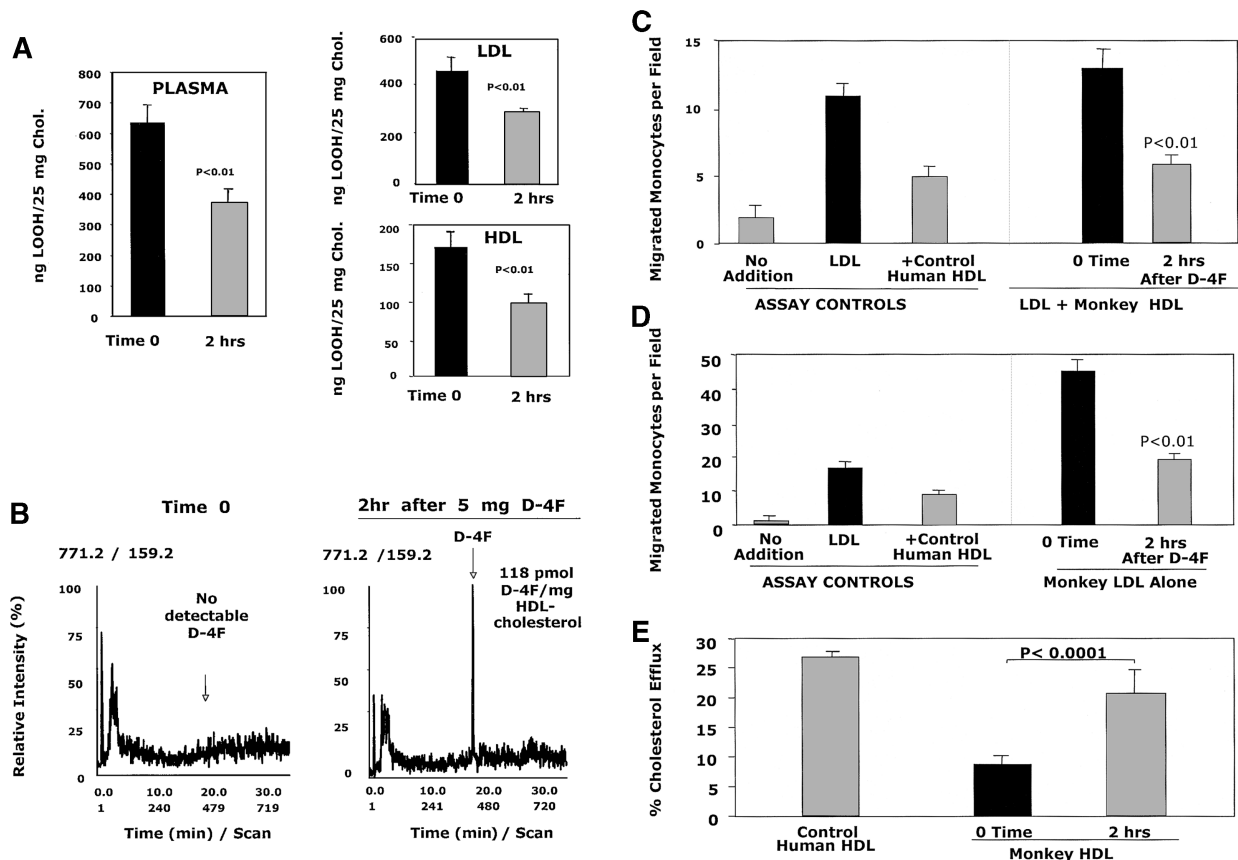 A
PLASMA
ng LOOH/25 mg Chol.
800
700
600
500
400
300
200
100
0
P<0.01
Time 0
2 hrs
LDL
ng LOOH/25 mg Chol.
600
400
200
0
P<0.01
Time 0
2 hrs
HDL
ng LOOH/25 mg Chol.
200
150
100
50
0
P<0.01
Time 0
2 hrs
B
Time 0
771.2 / 159.2
Relative Intensity (%)
100
75
50
25
0
No
detectable
D-4F
0.0 10.0 20.0 30.0
1 240 479 719
Time (min) / Scan
2hr after 5 mg D-4F
771.2 /159.2
D-4F
118 pmol
D-4F/mg
HDL-
cholesterol
100
75
50
25
0
0.0 10.0 20.0 30.0
1 241 480 720
Time (min) / Scan
C
Migrated Monocytes per Field
15
10
5
0
P<0.01
No
Addition
LDL
+Control
Human HDL
ASSAY CONTROLS
0 Time
2 hrs
After D-4F
LDL + Monkey HDL
D
Migrated Monocytes per Field
50
40
30
20
10
0
P<0.01
No
Addition
LDL
+Control
Human HDL
ASSAY CONTROLS
0 Time
2 hrs
After D-4F
Monkey LDL Alone
E
% Cholesterol Efflux
30
25
20
15
10
5
0
P< 0.0001
Control
Human HDL
0 Time
2 hrs
Monkey HDL